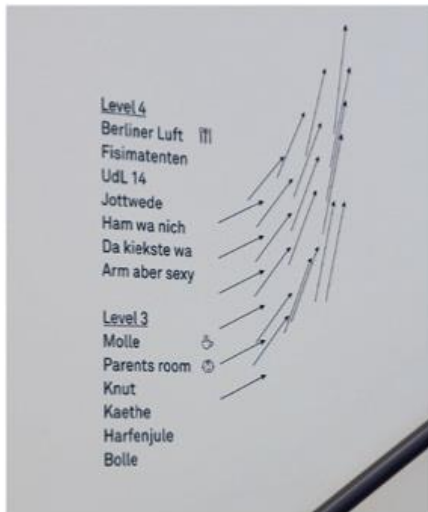 Level 4
Berliner Luft
Fisimatenten
UdL 14
Jottwede
Ham wa nich
Da kiekste wa
Arm aber sexy
Level 3
Molle
Parents room
Knut
Kaethe
Harfenjule
Bolle